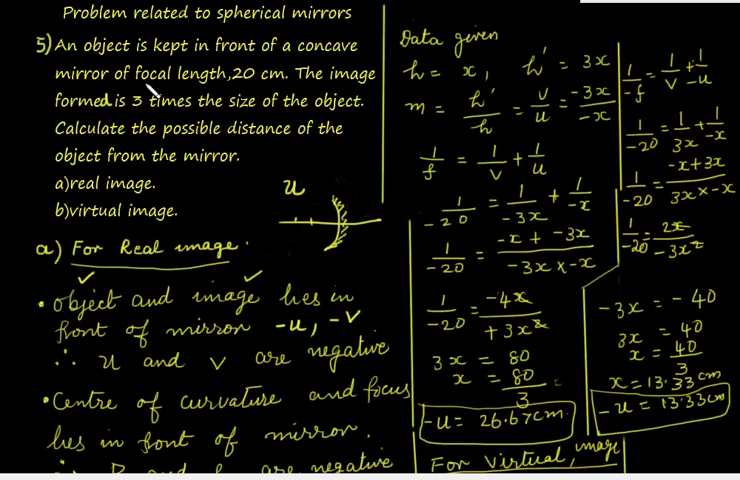 Problem related to spherical mirrors
5) An object is kept in front of a concave
mirror of focal length,20 cm. The image
formed is 3 times the size of the object.
Calculate the possible distance of the
object from the mirror.
a)real image.
b)virtual image.
u
a) For Real image.
• Object and image lies in
front of mirror -u, -v
∴ u and v are negative
• Centre of curvature and focus
lies in front of mirror.
are negative
Data given
h = x, h' = 3x
m = h'/h = v/u = -3x/-x
1/f = 1/v + 1/u
1/-20 = 1/-3x + 1/-x
1/-20 = -x + -3x / -3x × -x
1/-20 = -4x / +3x²
3x = 80
x = 80/3 =
-u = 26.67cm.
For Virtual, image
1/-f = 1/v + 1/-u
1/-20 = 1/3x + 1/-x
1/-20 = -x+3x / 3x × -x
1/-20 = 2x / -3x²
-3x = -40
3x = 40
x = 40/3
x = 13.33 cm
-u = 13.33cm